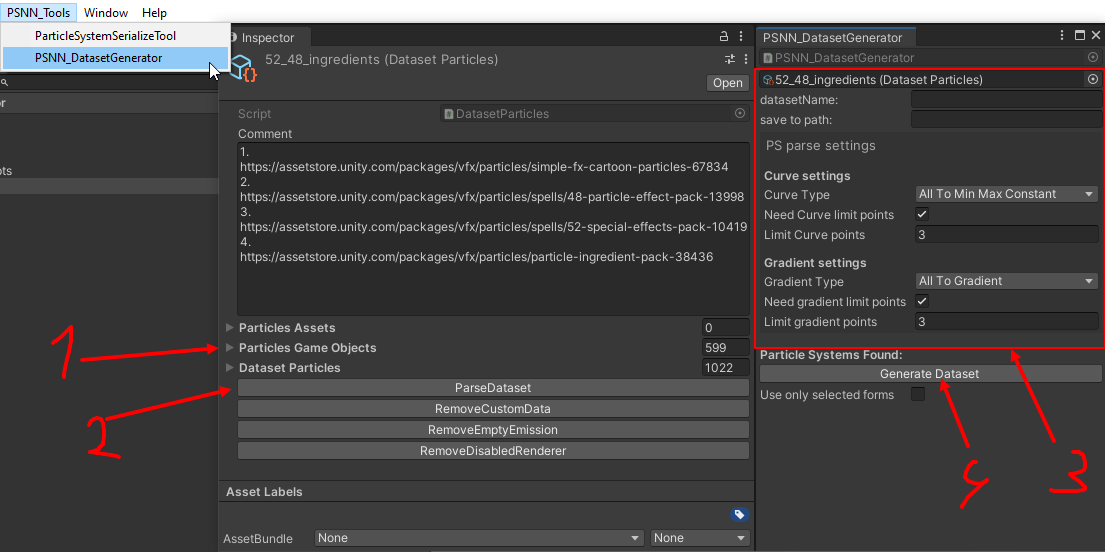 PSNN_Tools Window Help
ParticleSystemSerializeTool
PSNN_DatasetGenerator
or
ts
Inspector
52_48_ingredients (Dataset Particles)
Open
Script DatasetParticles
Comment
1.
https://assetstore.unity.com/packages/vfx/particles/simple-fx-cartoon-particles-67834
2.
https://assetstore.unity.com/packages/vfx/particles/spells/48-particle-effect-pack-13998
3.
https://assetstore.unity.com/packages/vfx/particles/spells/52-special-effects-pack-10419
4.
https://assetstore.unity.com/packages/vfx/particles/particle-ingredient-pack-38436
Particles Assets 0
Particles Game Objects 599
Dataset Particles 1022
ParseDataset
RemoveCustomData
RemoveEmptyEmission
RemoveDisabledRenderer
Asset Labels
AssetBundle None None
1
2
PSNN_DatasetGenerator
PSNN_DatasetGenerator
52_48_ingredients (Dataset Particles)
datasetName:
save to path:
PS parse settings
Curve settings
Curve Type All To Min Max Constant
Need Curve limit points
Limit Curve points 3
Gradient settings
Gradient Type All To Gradient
Need gradient limit points
Limit gradient points 3
Particle Systems Found:
Generate Dataset
Use only selected forms
4
3